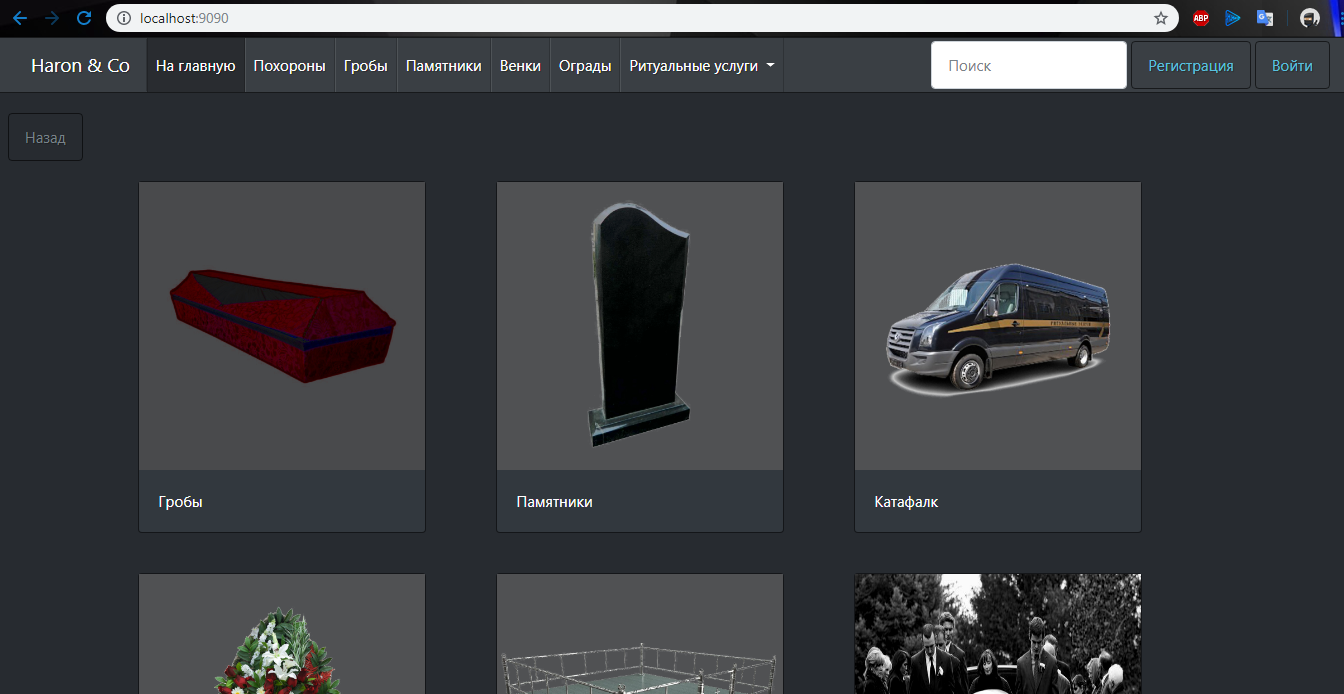 localhost:9090
ABP
Haron & Co
На главную
Похороны
Гробы
Памятники
Венки
Ограды
Ритуальные услуги
Поиск
Регистрация
Войти
Назад
Гробы
Памятники
Катафалк